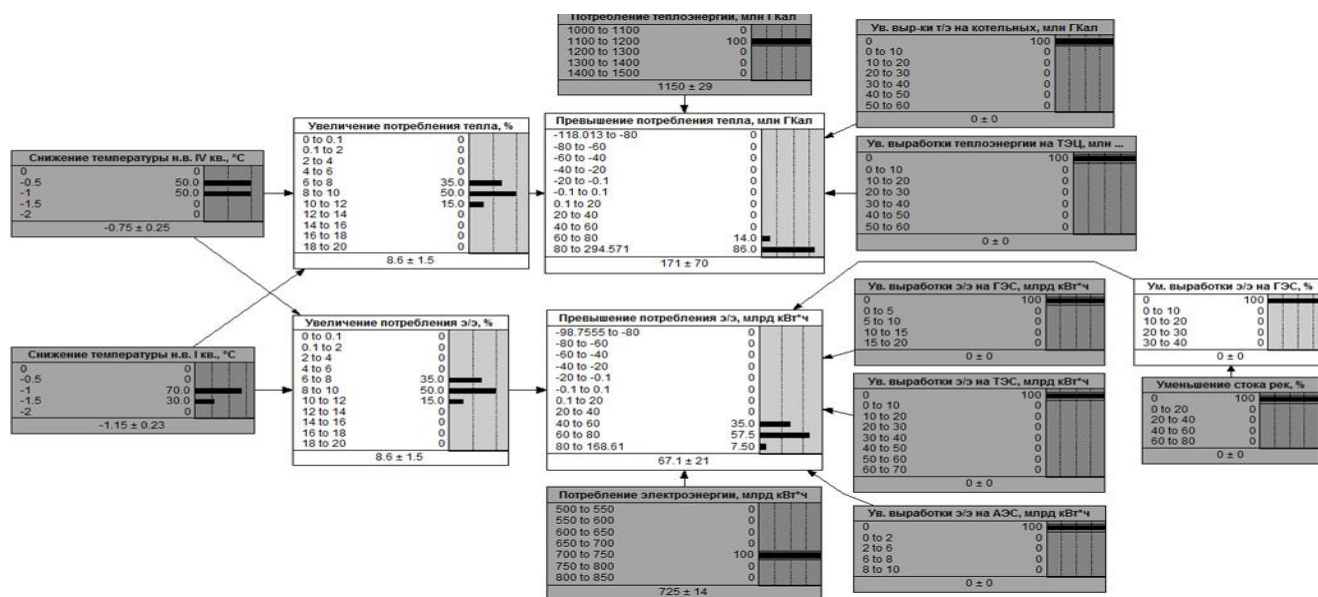 Потребление теплоэнергии, млн ГКал
1000 to 1100 0
1100 to 1200 100
1200 to 1300 0
1300 to 1400 0
1400 to 1500 0
1150 ± 29
Ув. выр-ки т/э на котельных, млн ГКал
0 100
0 to 10 0
10 to 20 0
20 to 30 0
30 to 40 0
40 to 50 0
50 to 60 0
0 ± 0
Увеличение потребления тепла, %
0 to 0.1 0
0.1 to 2 0
2 to 4 0
4 to 6 0
6 to 8 35.0
8 to 10 50.0
10 to 12 15.0
12 to 14 0
14 to 16 0
16 to 18 0
18 to 20 0
8.6 ± 1.5
Превышение потребления тепла, млн ГКал
-118.013 to -80 0
-80 to -60 0
-60 to -40 0
-40 to -20 0
-20 to -0.1 0
-0.1 to 0.1 0
0.1 to 20 0
20 to 40 0
40 to 60 0
60 to 80 14.0
80 to 294.571 86.0
171 ± 70
Ув. выработки теплоэнергии на ТЭЦ, млн ...
0 100
0 to 10 0
10 to 20 0
20 to 30 0
30 to 40 0
40 to 50 0
50 to 60 0
0 ± 0
Снижение температуры н.в. IV кв., °C
0 0
-0.5 50.0
-1 50.0
-1.5 0
-2 0
-0.75 ± 0.25
Снижение температуры н.в. I кв., °C
0 0
-0.5 0
-1 70.0
-1.5 30.0
-2 0
-1.15 ± 0.23
Увеличение потребления э/э, %
0 to 0.1 0
0.1 to 2 0
2 to 4 0
4 to 6 0
6 to 8 35.0
8 to 10 50.0
10 to 12 15.0
12 to 14 0
14 to 16 0
16 to 18 0
18 to 20 0
8.6 ± 1.5
Превышение потребления э/э, млрд кВт*ч
-98.7555 to -80 0
-80 to -60 0
-60 to -40 0
-40 to -20 0
-20 to -0.1 0
-0.1 to 0.1 0
0.1 to 20 0
20 to 40 0
40 to 60 35.0
60 to 80 57.5
80 to 168.61 7.50
67.1 ± 21
Ув. выработки э/э на ГЭС, млрд кВт*ч
0 100
0 to 5 0
5 to 10 0
10 to 15 0
15 to 20 0
0 ± 0
Ум. выработки э/э на ГЭС, %
0 100
0 to 10 0
10 to 20 0
20 to 30 0
30 to 40 0
0 ± 0
Ув. выработки э/э на ТЭС, млрд кВт*ч
0 100
0 to 10 0
10 to 20 0
20 to 30 0
30 to 40 0
40 to 50 0
50 to 60 0
60 to 70 0
0 ± 0
Уменьшение стока рек, %
0 100
0 to 20 0
20 to 40 0
40 to 60 0
60 to 80 0
0 ± 0
Потребление электроэнергии, млрд кВт*ч
500 to 550 0
550 to 600 0
600 to 650 0
650 to 700 0
700 to 750 100
750 to 800 0
800 to 850 0
725 ± 14
Ув. выработки э/э на АЭС, млрд кВт*ч
0 100
0 to 2 0
2 to 6 0
6 to 8 0
8 to 10 0
0 ± 0